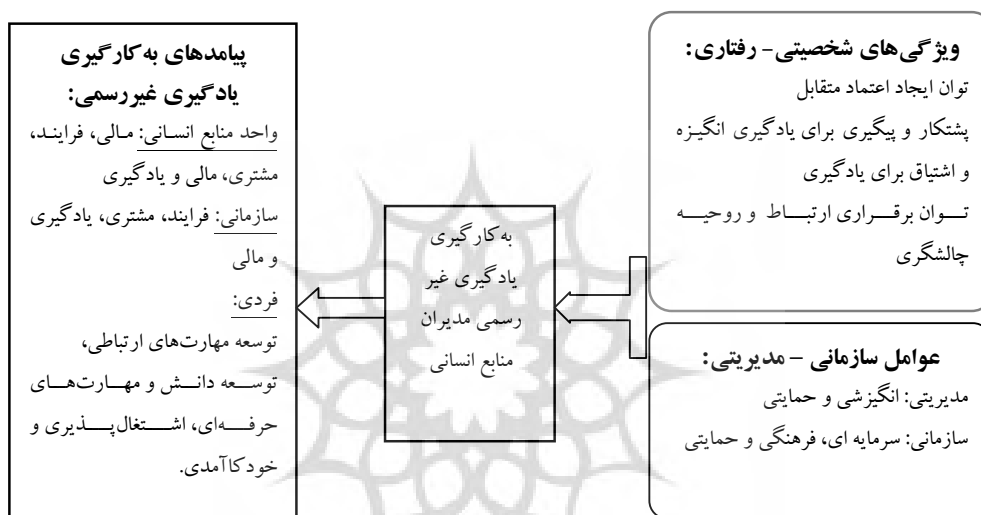 ویژگی‌های شخصیتی- رفتاری:
توان ایجاد اعتماد متقابل
پشتکار و پیگیری برای یادگیری انگیزه
و اشتیاق برای یادگیری
توان برقراری ارتباط و روحیه
چالشگری
عوامل سازمانی – مدیریتی:
مدیریتی: انگیزشی و حمایتی
سازمانی: سرمایه ای، فرهنگی و حمایتی
به‌کارگیری
یادگیری غیر
رسمی مدیران
منابع انسانی
پیامدهای به‌کارگیری
یادگیری غیررسمی:
واحد منابع انسانی: مالی، فرایند،
مشتری، مالی و یادگیری
سازمانی: فرایند، مشتری، یادگیری
و مالی
فردی:
توسعه مهارت‌های ارتباطی،
توسعه دانش و مهارت‌های
حرفه‌ای، اشتغال‌پذیری و
خودکاآمدی.